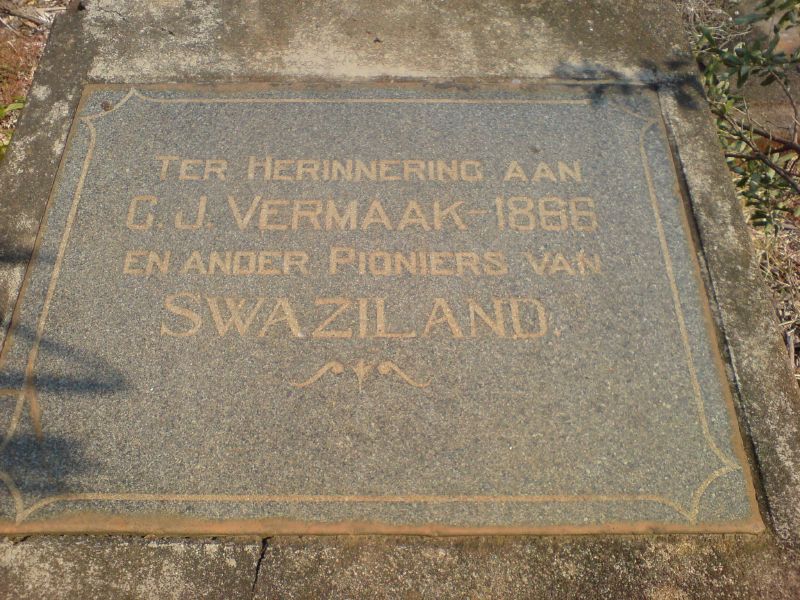 TER HERINNERING AAN
C. J. VERMAAK-1866
EN ANDER PIONIERS VAN
SWAZILAND.